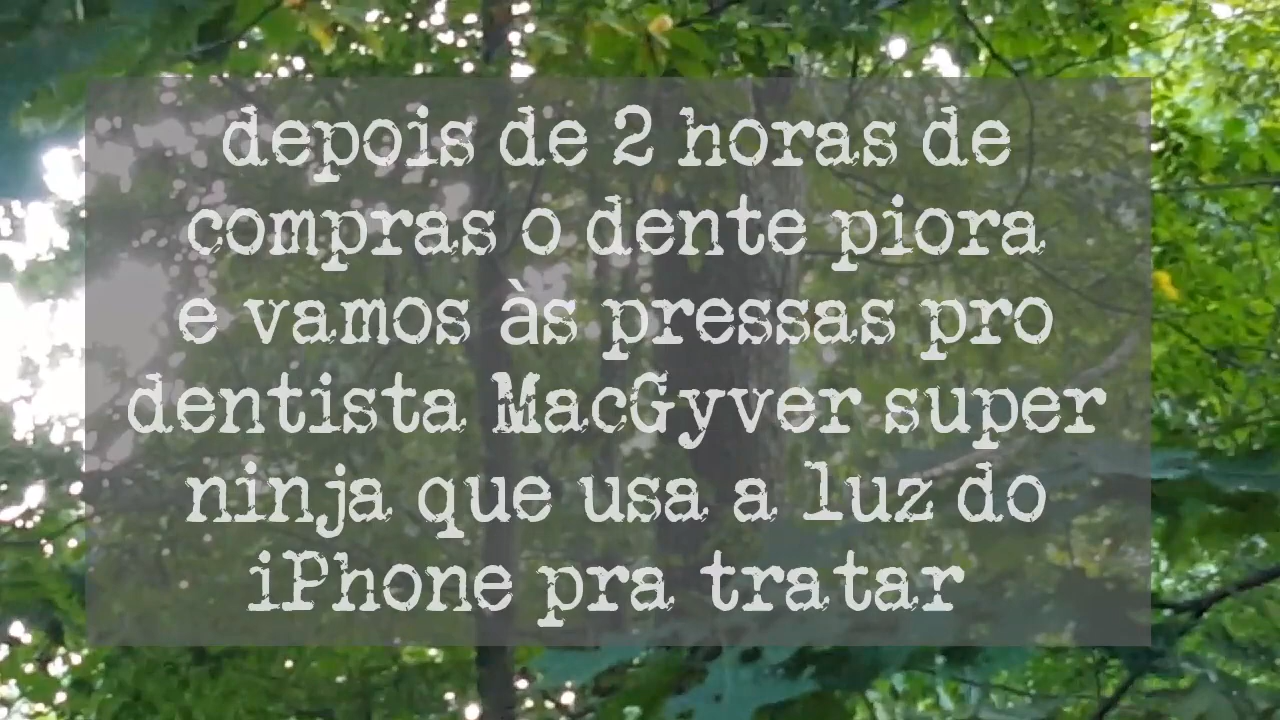 depois de 2 horas de
compras o dente piora
e vamos às pressas pro
dentista MacGyver super
ninja que usa a luz do
iPhone pra tratar